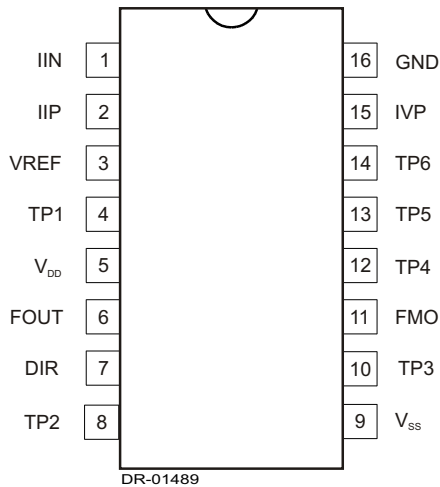 IIN 1 16 GND
IIP 2 15 IVP
VREF 3 14 TP6
TP1 4 13 TP5
VDD 5 12 TP4
FOUT 6 11 FMO
DIR 7 10 TP3
TP2 8 9 VSS
DR-01489